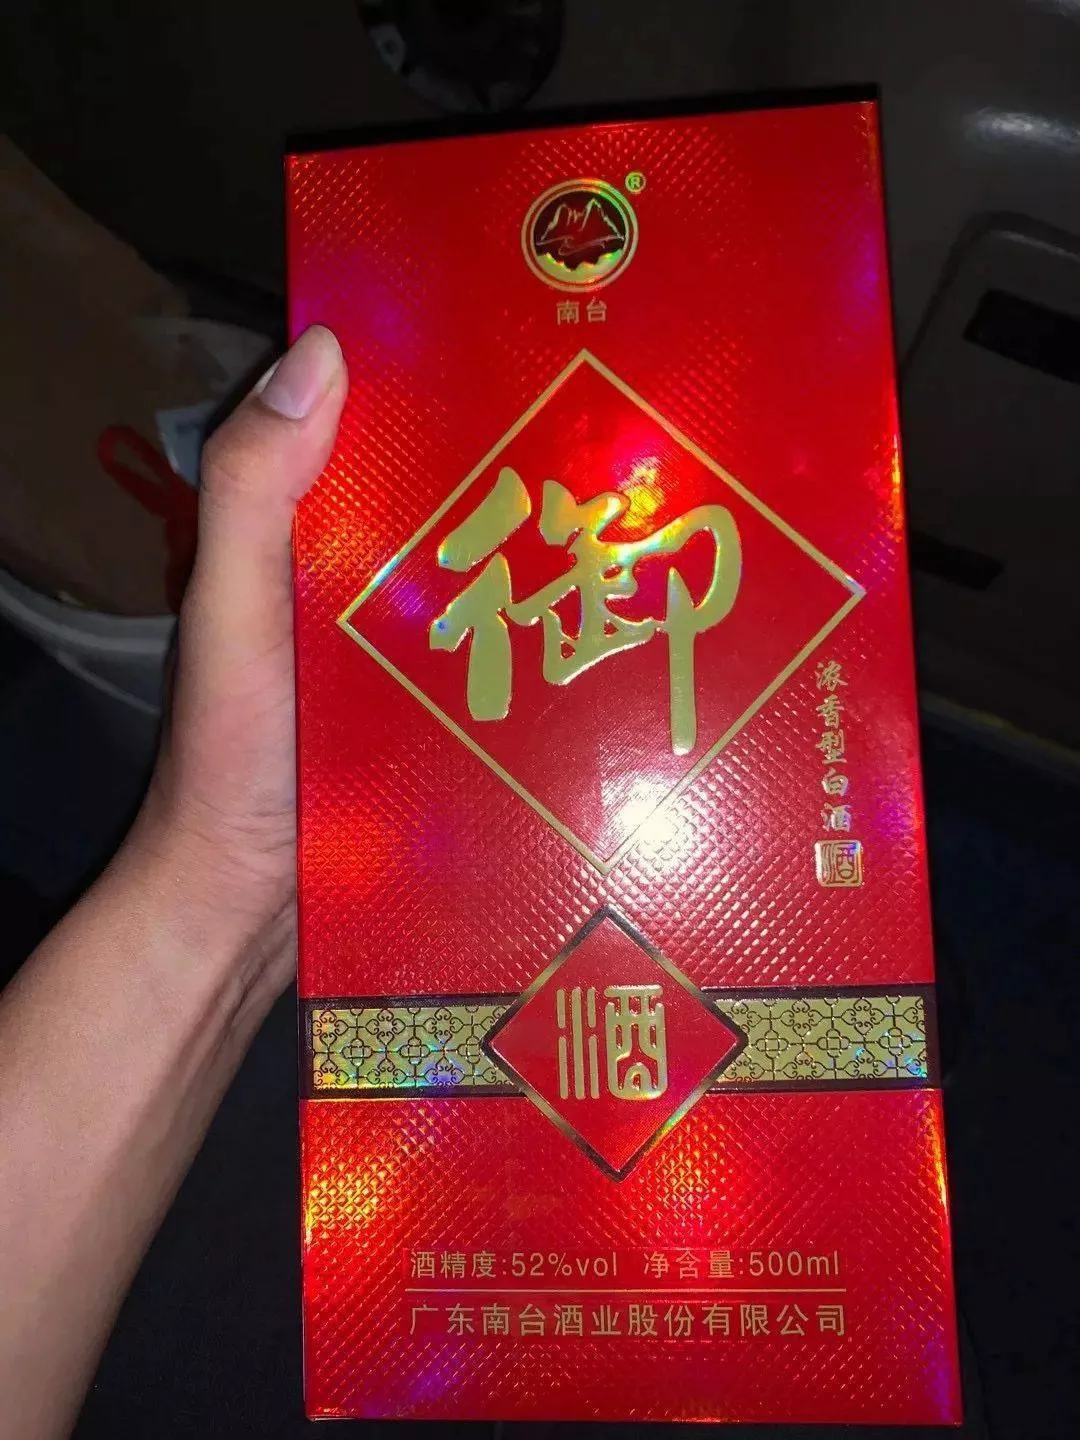 ®
南台
御
浓香型白酒
酒
酒
酒精度:52%vol 净含量:500ml
广东南台酒业股份有限公司